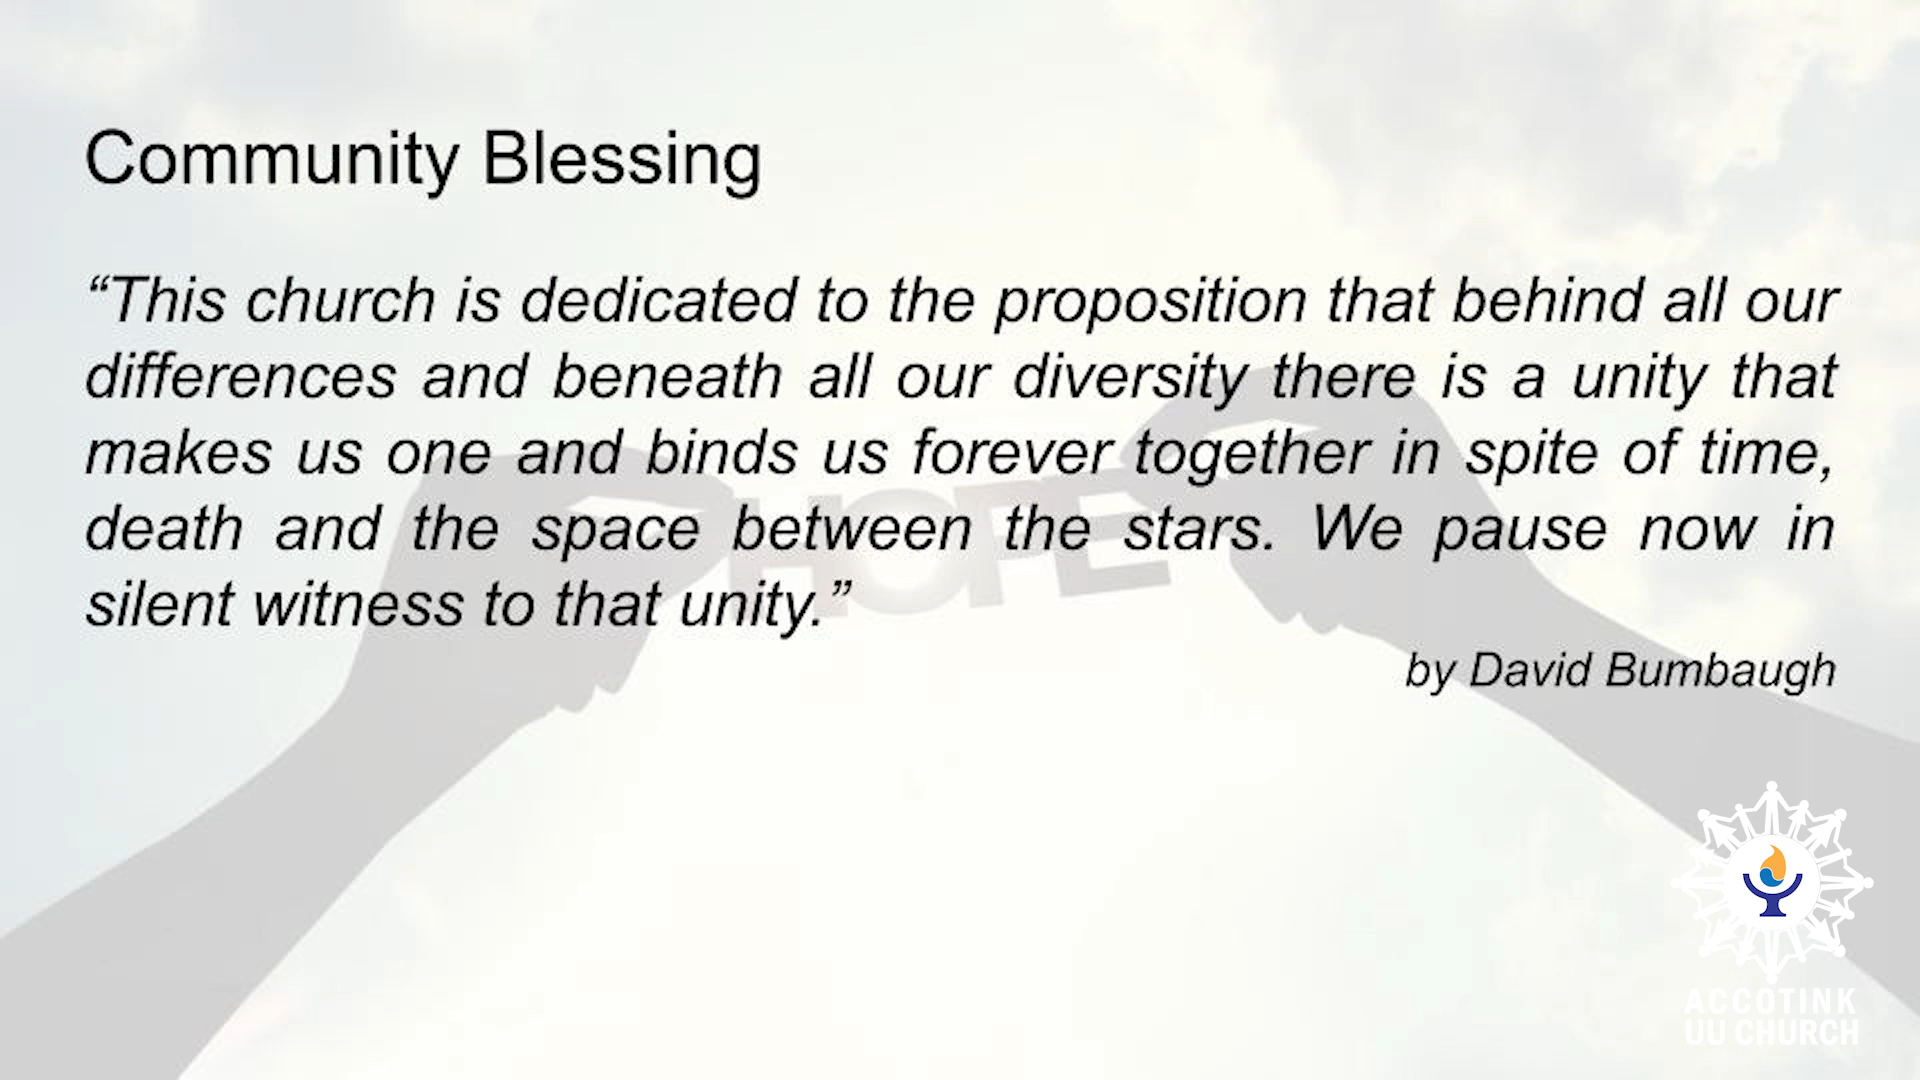 Community Blessing
“This church is dedicated to the proposition that behind all our
differences and beneath all our diversity there is a unity that
makes us one and binds us forever together in spite of time,
death and the space between the stars. We pause now in
silent witness to that unity.”
by David Bumbaugh
HOPE
ACCOTINK
UU CHURCH